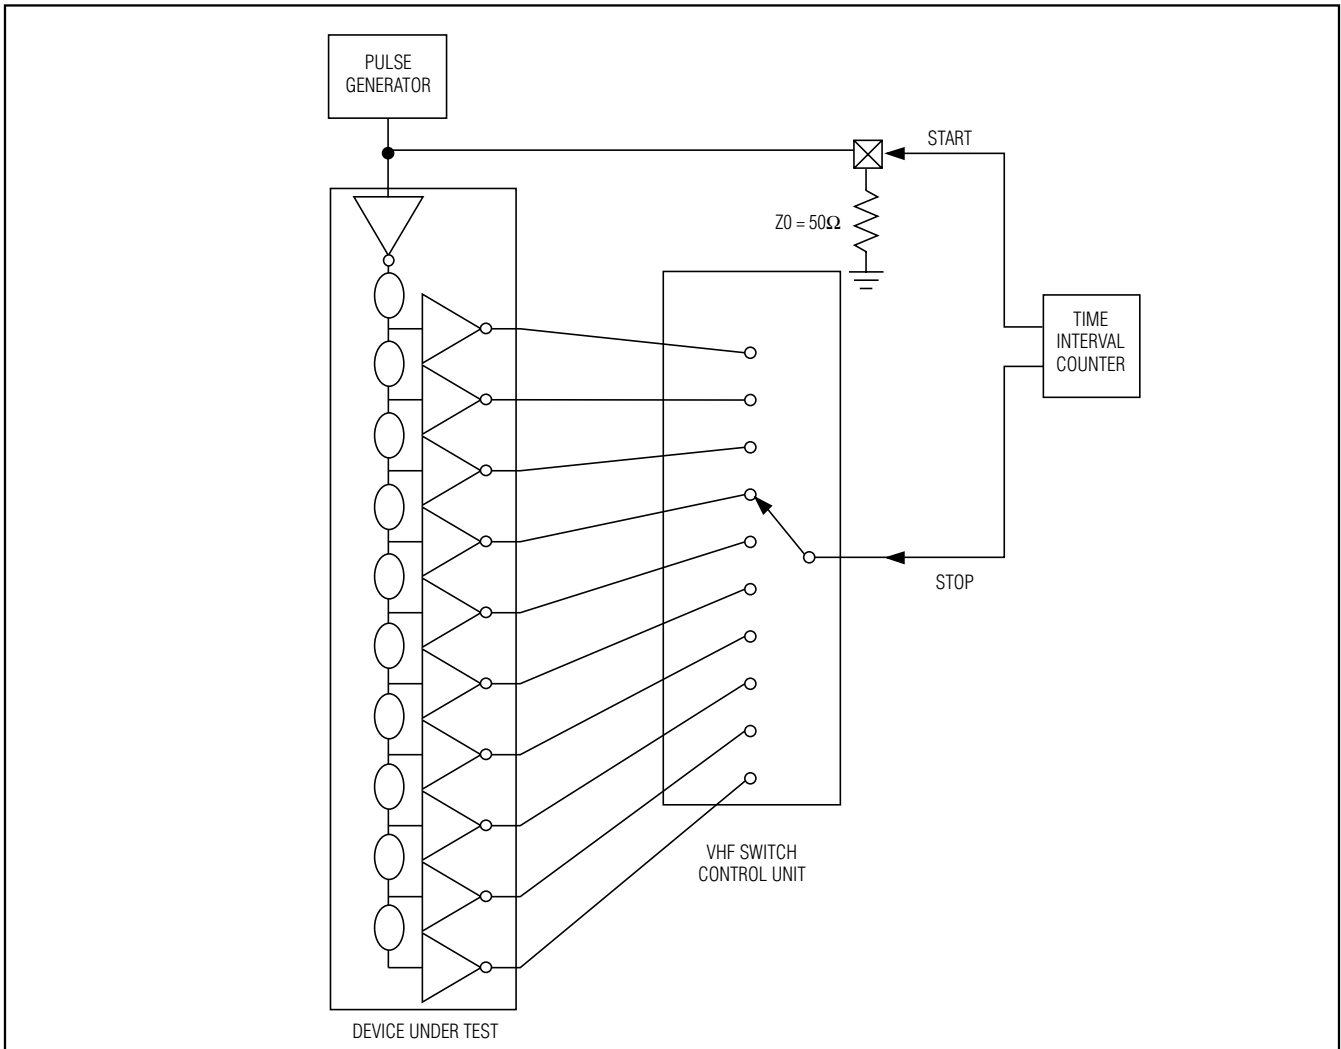 PULSE
GENERATOR
START
Z0 = 50Ω
TIME
INTERVAL
COUNTER
STOP
VHF SWITCH
CONTROL UNIT
DEVICE UNDER TEST